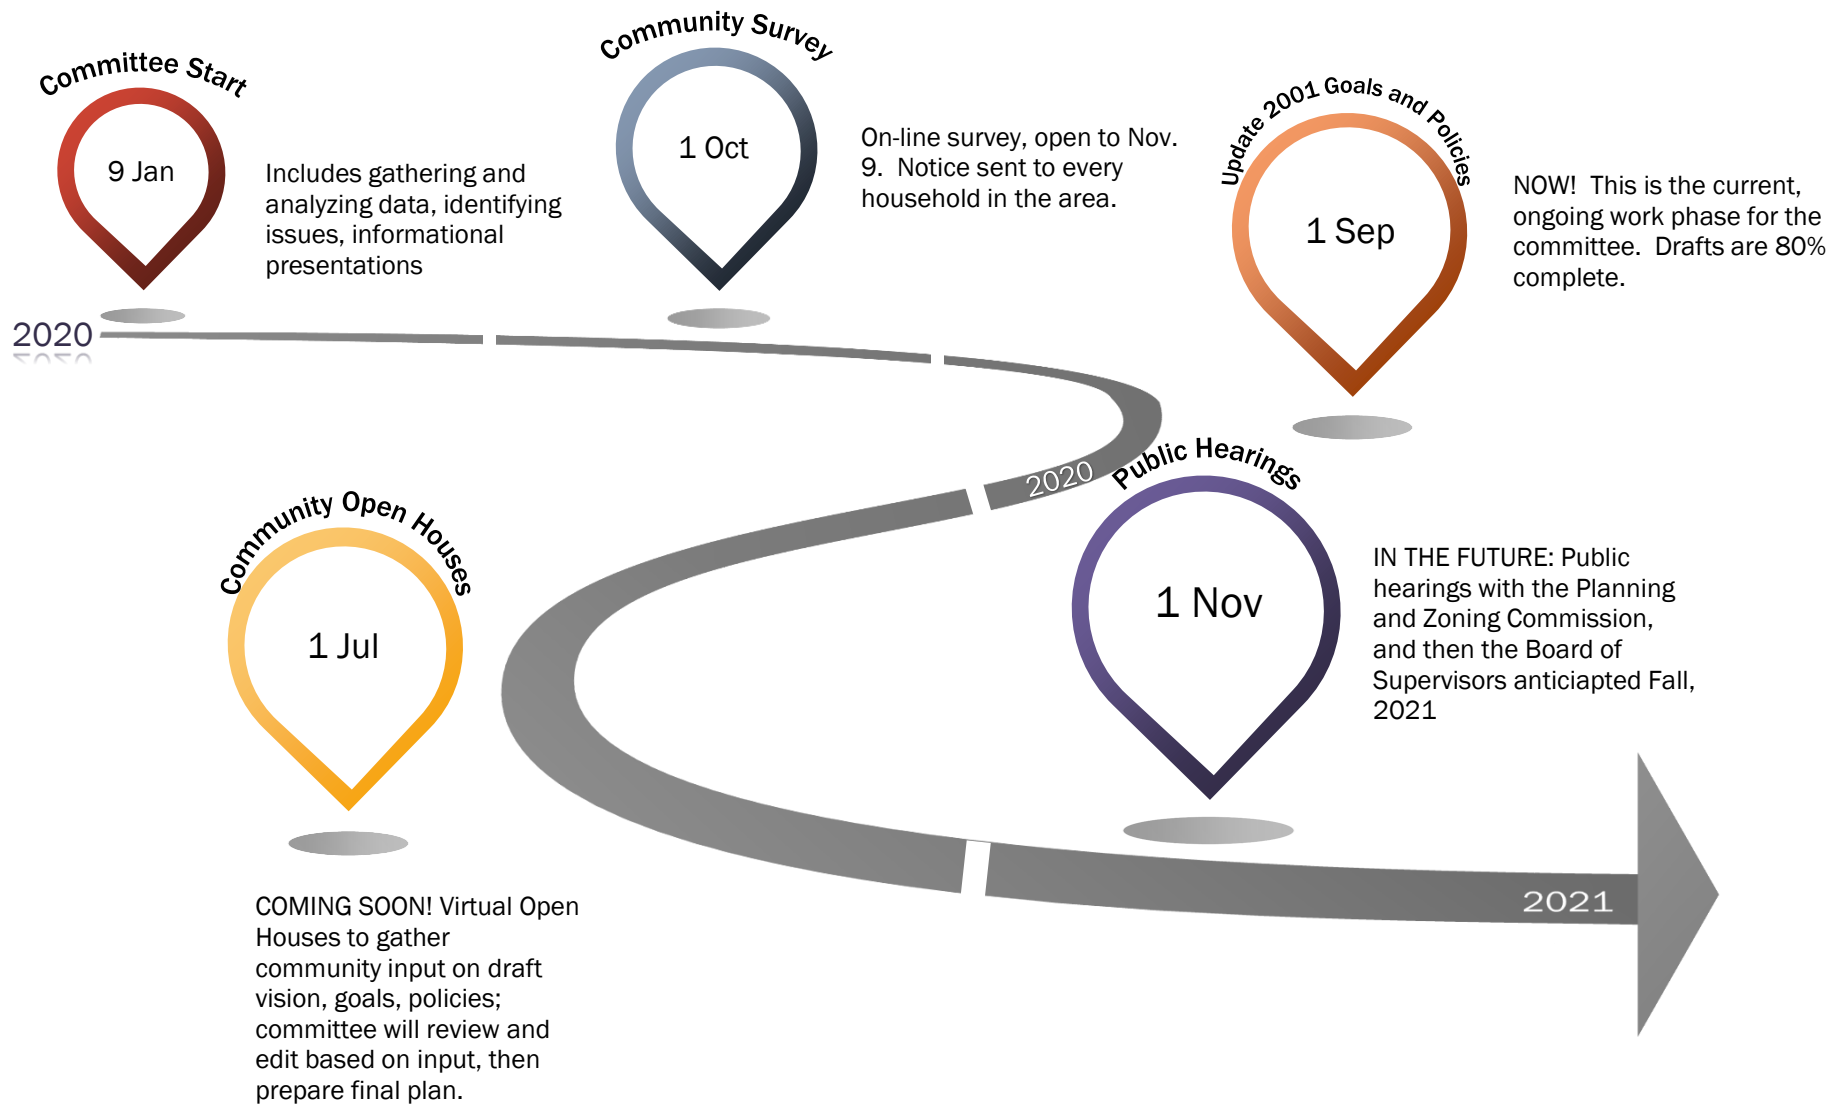 Committee Start
9 Jan
Includes gathering and
analyzing data, identifying
issues, informational
presentations
Community Survey
1 Oct
On-line survey, open to Nov.
9.  Notice sent to every
household in the area.
Update 2001 Goals and Policies
1 Sep
NOW!  This is the current,
ongoing work phase for the
committee.  Drafts are 80%
complete.
2020
2020
Community Open Houses
1 Jul
COMING SOON! Virtual Open
Houses to gather
community input on draft
vision, goals, policies;
committee will review and
edit based on input, then
prepare final plan.
Public Hearings
1 Nov
IN THE FUTURE: Public
hearings with the Planning
and Zoning Commission,
and then the Board of
Supervisors anticiapted Fall,
2021
2021